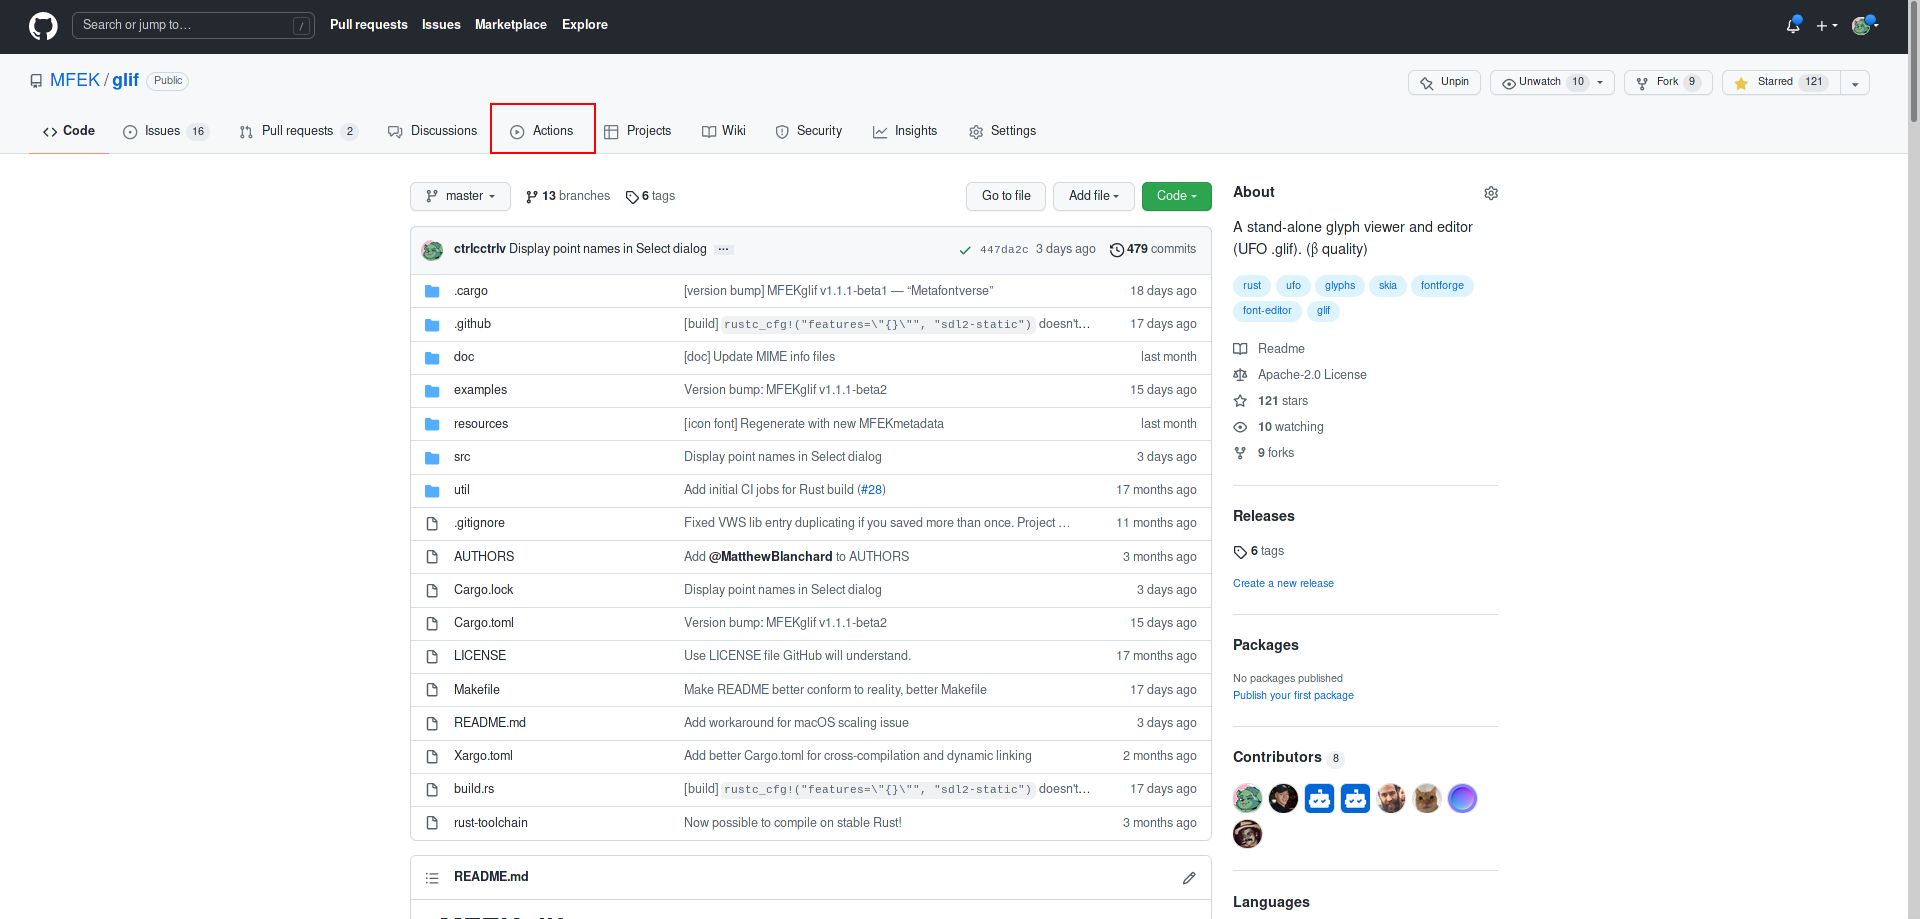 Search or jump to… /
Pull requests Issues Marketplace Explore
MFEK / glif Public
Unpin Unwatch 10 Fork 9 Starred 121
Code Issues 16 Pull requests 2 Discussions Actions Projects Wiki Security Insights Settings
master 13 branches 6 tags Go to file Add file Code
ctrlcctrlv Display point names in Select dialog ··· 447da2c 3 days ago 479 commits
.cargo [version bump] MFEKglif v1.1.1-beta1 — “Metafontverse” 18 days ago
.github [build] rustc_cfg!("features=\"{}\"", "sdl2-static") doesn't… 17 days ago
doc [doc] Update MIME info files last month
examples Version bump: MFEKglif v1.1.1-beta2 15 days ago
resources [icon font] Regenerate with new MFEKmetadata last month
src Display point names in Select dialog 3 days ago
util Add initial CI jobs for Rust build (#28) 17 months ago
.gitignore Fixed VWS lib entry duplicating if you saved more than once. Project … 11 months ago
AUTHORS Add @MatthewBlanchard to AUTHORS 3 months ago
Cargo.lock Display point names in Select dialog 3 days ago
Cargo.toml Version bump: MFEKglif v1.1.1-beta2 15 days ago
LICENSE Use LICENSE file GitHub will understand. 17 months ago
Makefile Make README better conform to reality, better Makefile 17 days ago
README.md Add workaround for macOS scaling issue 3 days ago
Xargo.toml Add better Cargo.toml for cross-compilation and dynamic linking 2 months ago
build.rs [build] rustc_cfg!("features=\"{}\"", "sdl2-static") doesn't… 17 days ago
rust-toolchain Now possible to compile on stable Rust! 3 months ago
README.md
About
A stand-alone glyph viewer and editor
(UFO .glif). (β quality)
rust ufo glyphs skia fontforge
font-editor glif
Readme
Apache-2.0 License
121 stars
10 watching
9 forks
Releases
6 tags
Create a new release
Packages
No packages published
Publish your first package
Contributors 8
Languages